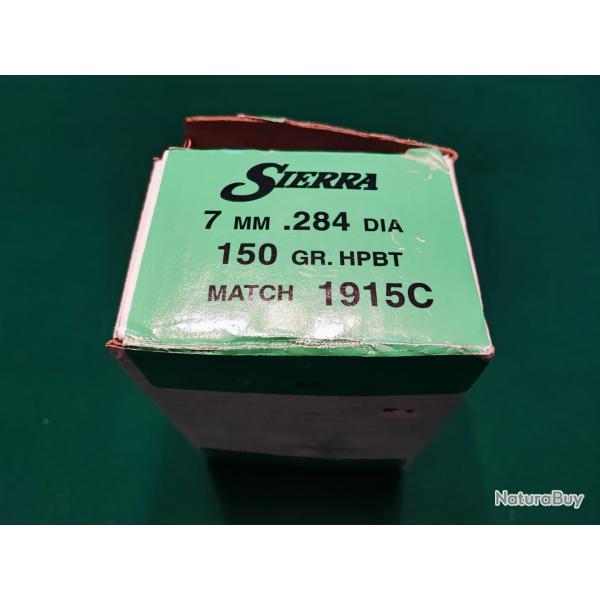 SIERRA
7 MM .284 DIA
150 GR. HPBT
MATCH 1915C
NaturaBuy